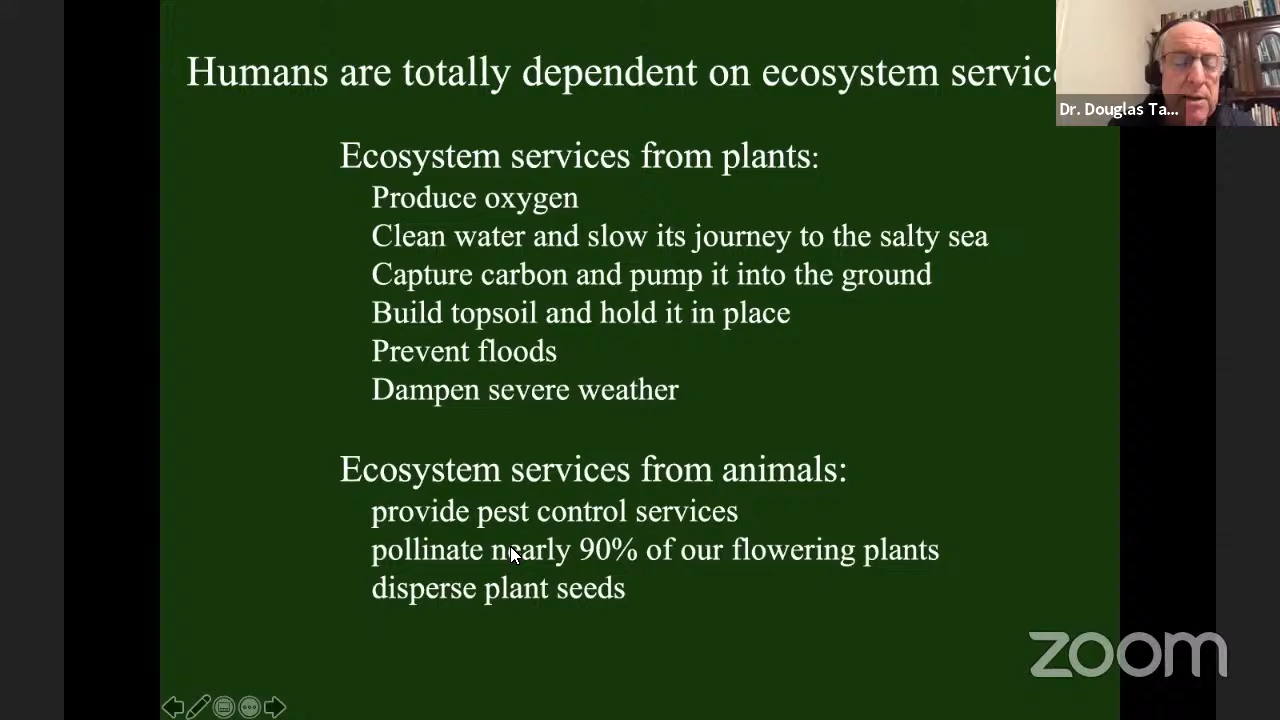 Humans are totally dependent on ecosystem service
Dr. Douglas Ta...
Ecosystem services from plants:
Produce oxygen
Clean water and slow its journey to the salty sea
Capture carbon and pump it into the ground
Build topsoil and hold it in place
Prevent floods
Dampen severe weather
Ecosystem services from animals:
provide pest control services
pollinate nearly 90% of our flowering plants
disperse plant seeds
zoom